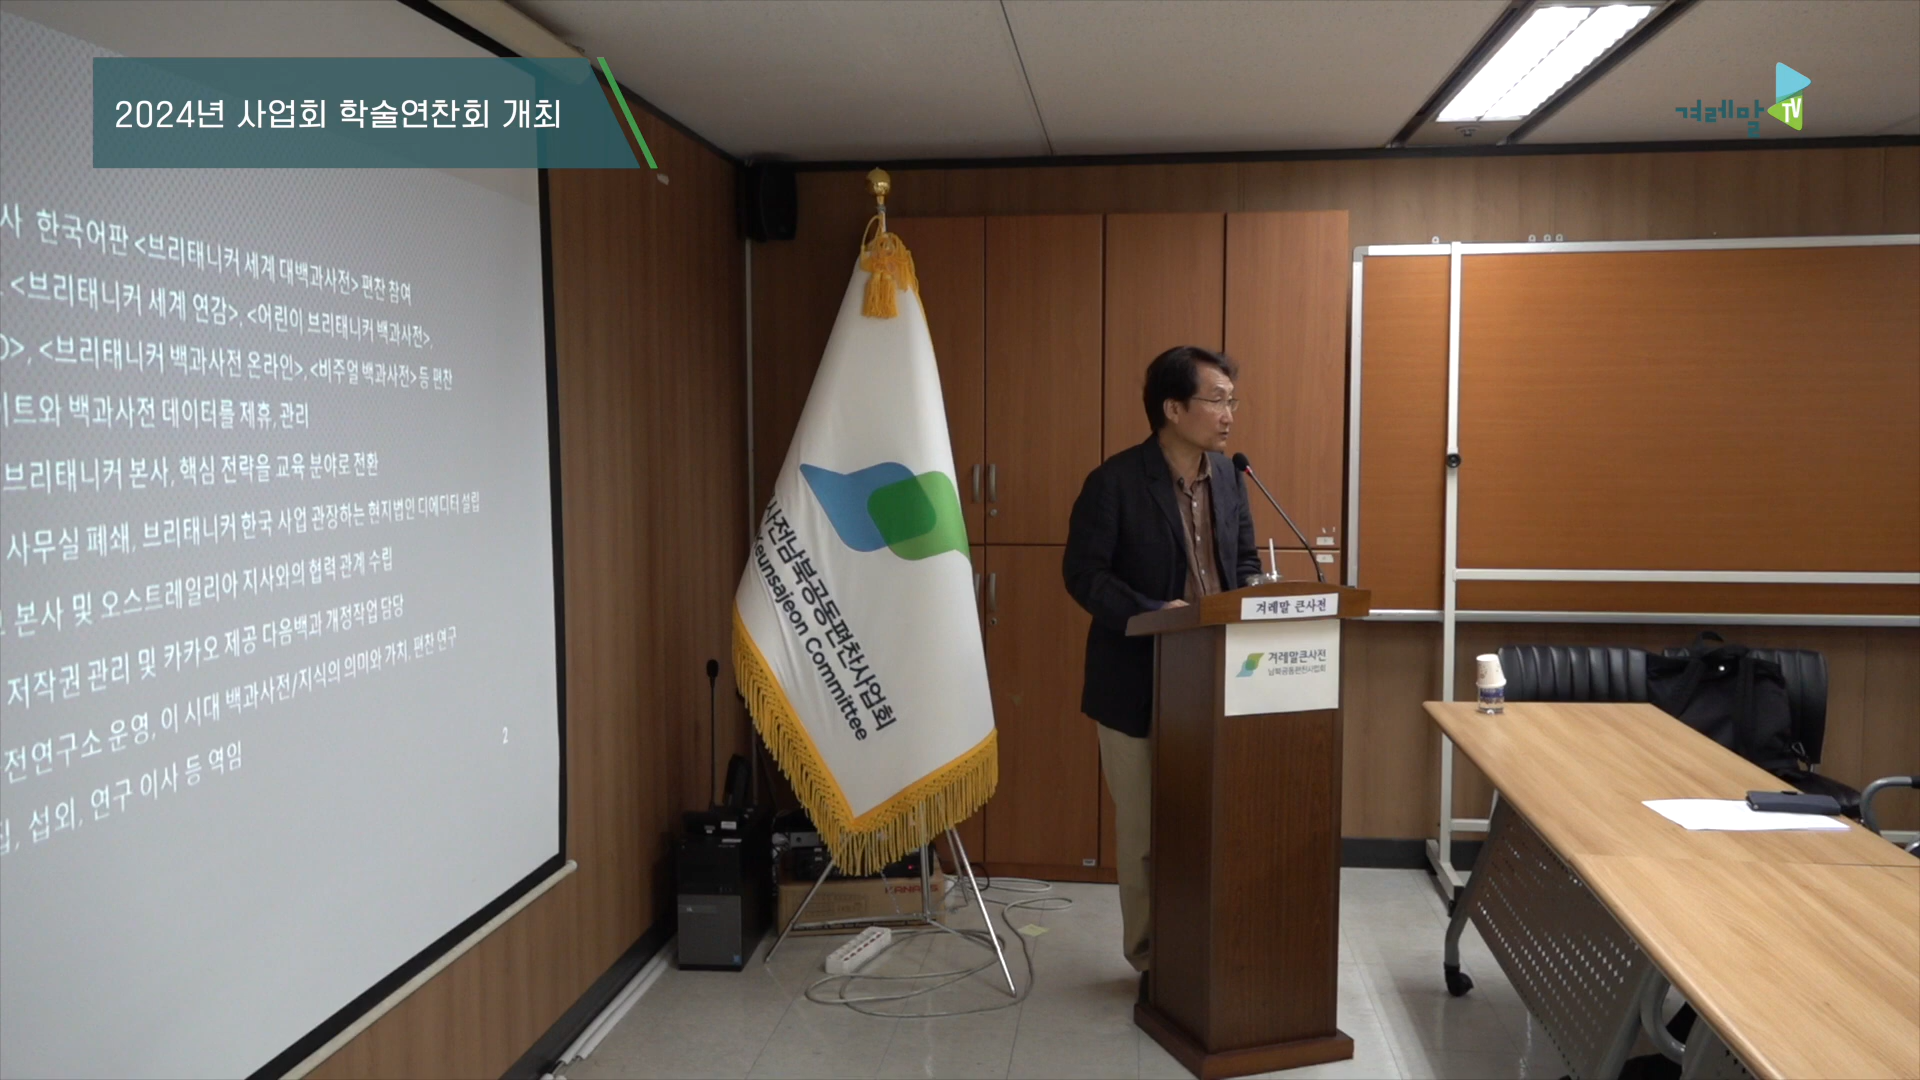 2024년 사업회 학술연찬회 개최
겨레말 TV
사 한국어판 <브리태니커 세계 대백과사전> 편찬 참여
<브리태니커 세계 연감>, <어린이 브리태니커 백과사전>,
>, <브리태니커 백과사전 온라인>, <비주얼 백과사전> 등 편찬
이트와 백과사전 데이터를 제휴, 관리
브리태니커 본사, 핵심 전략을 교육 분야로 전환
사무실 폐쇄, 브리태니커 한국 사업 관장하는 현지법인 디에디터 설립
본사 및 오스트레일리아 지사와의 협력 관계 수립
저작권 관리 및 카카오 제공 다음백과 개정작업 담당
전연구소 운영, 이 시대 백과사전/지식의 의미와 가치, 편찬 연구
집, 섭외, 연구 이사 등 역임
2
사전남북공동편찬사업회
Keunsajeon Committee
겨레말 큰사전
겨레말큰사전
남북공동편찬사업회